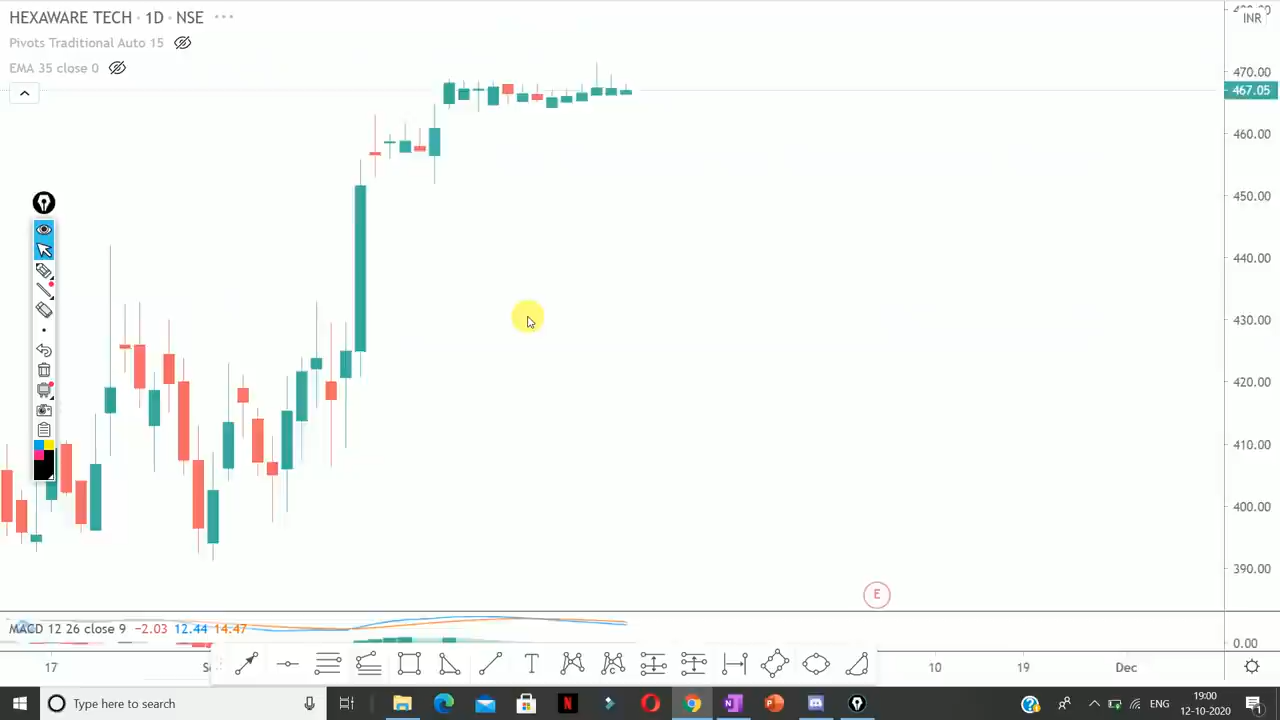 HEXAWARE TECH · 1D · NSE ···
INR
Pivots Traditional Auto 15
EMA 35 close 0
470.00
467.05
460.00
450.00
440.00
430.00
420.00
410.00
400.00
390.00
E
MACD 12 26 close 9 −2.03 12.44 14.47
0.00
17
10
19
Dec
T
Type here to search
N
ENG
19:00
12-10-2020
1